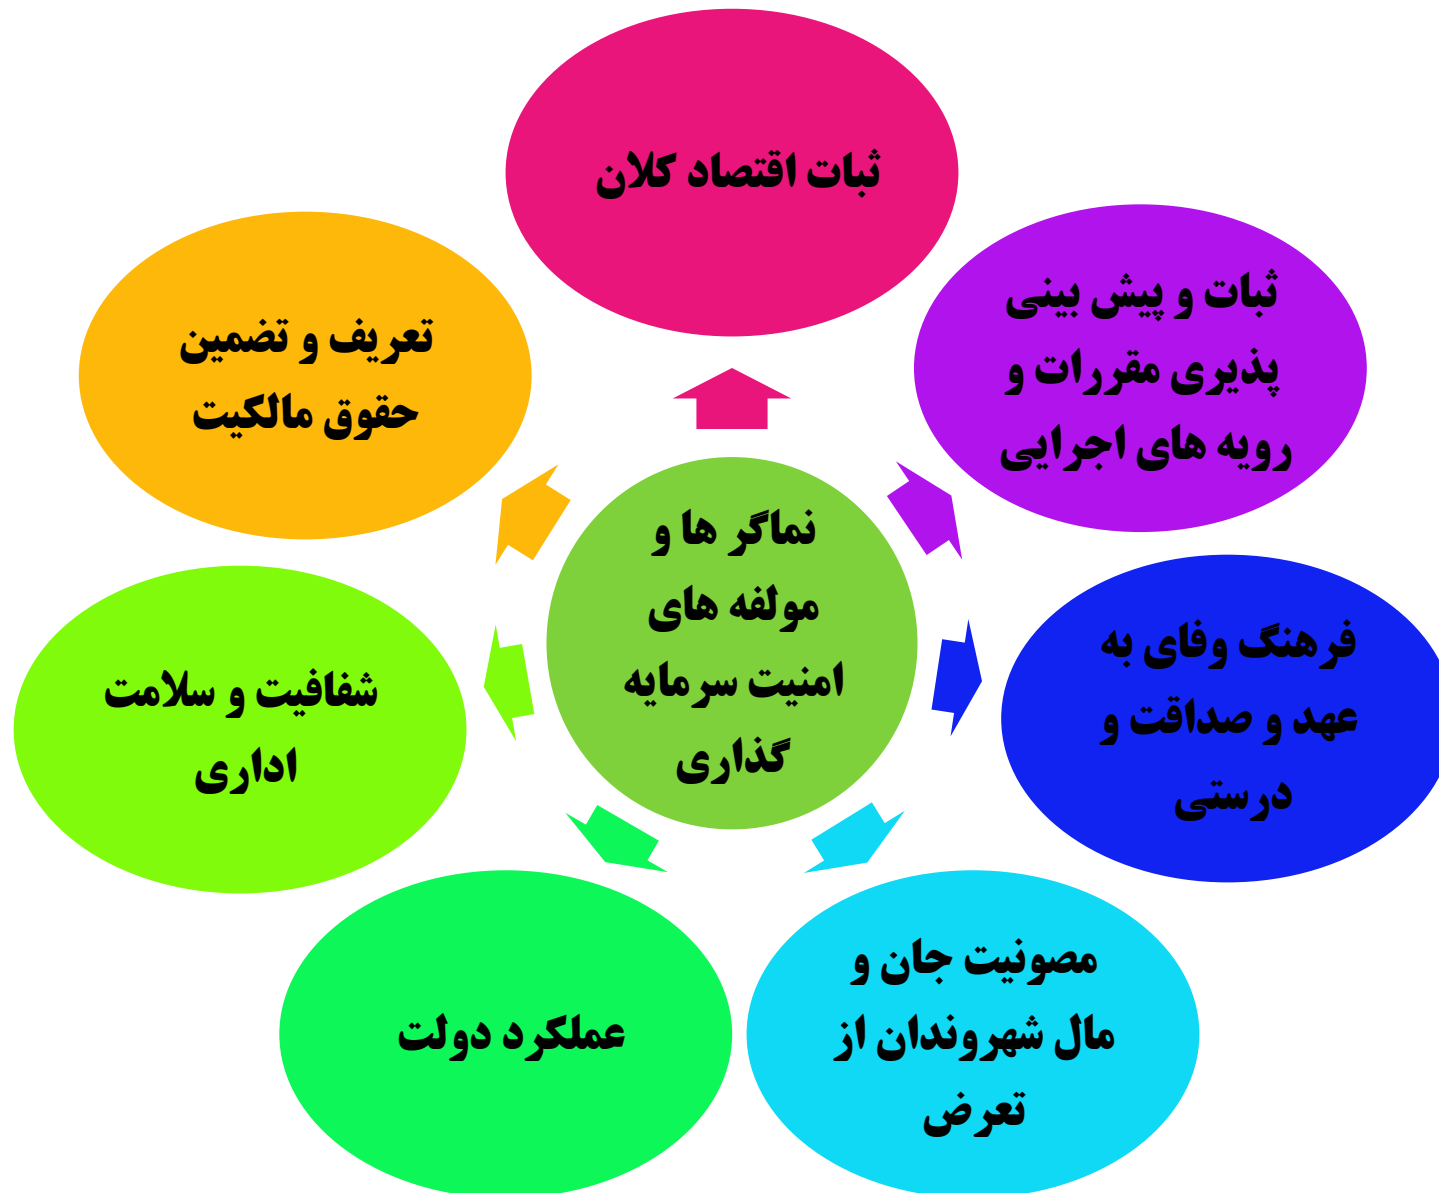 ثبات اقتصاد کلان
ثبات و پیش بینی
پذیری مقررات و
رویه های اجرایی
فرهنگ وفای به
عهد و صداقت و
درستی
مصونیت جان و
مال شهروندان از
تعرض
عملکرد دولت
شفافیت و سلامت
اداری
تعریف و تضمین
حقوق مالکیت
نماگر ها و
مولفه های
امنیت سرمایه
گذاری